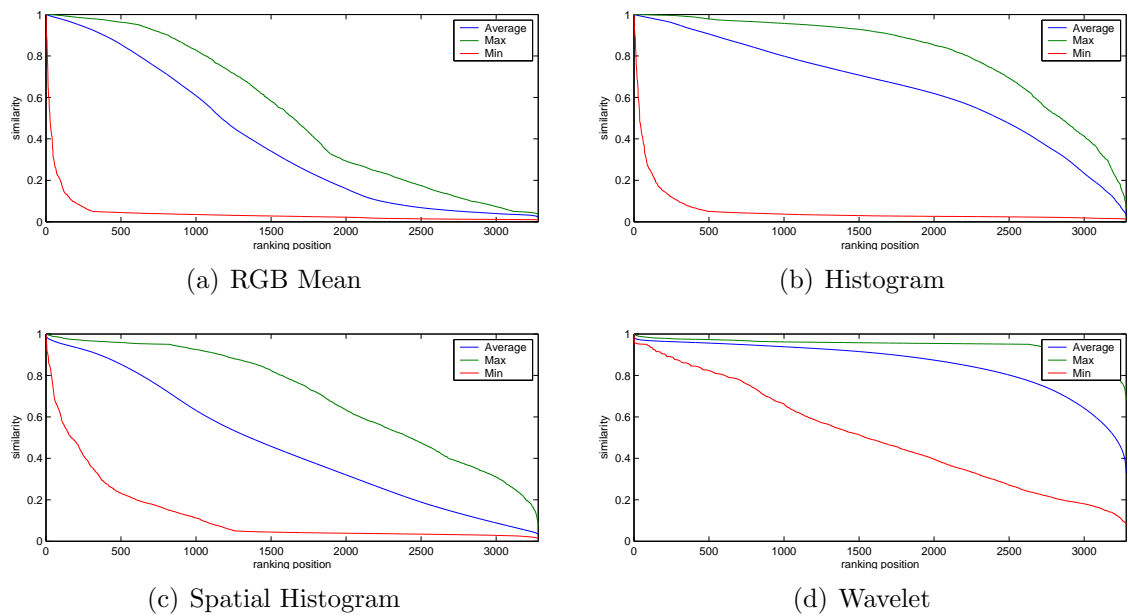 1
0.8
0.6
0.4
0.2
0
similarity
0 500 1000 1500 2000 2500 3000
ranking position
Average
Max
Min
(a) RGB Mean
1
0.8
0.6
0.4
0.2
0
similarity
0 500 1000 1500 2000 2500 3000
ranking position
Average
Max
Min
(b) Histogram
1
0.8
0.6
0.4
0.2
0
similarity
0 500 1000 1500 2000 2500 3000
ranking position
Average
Max
Min
(c) Spatial Histogram
1
0.8
0.6
0.4
0.2
0
similarity
0 500 1000 1500 2000 2500 3000
ranking position
Average
Max
Min
(d) Wavelet